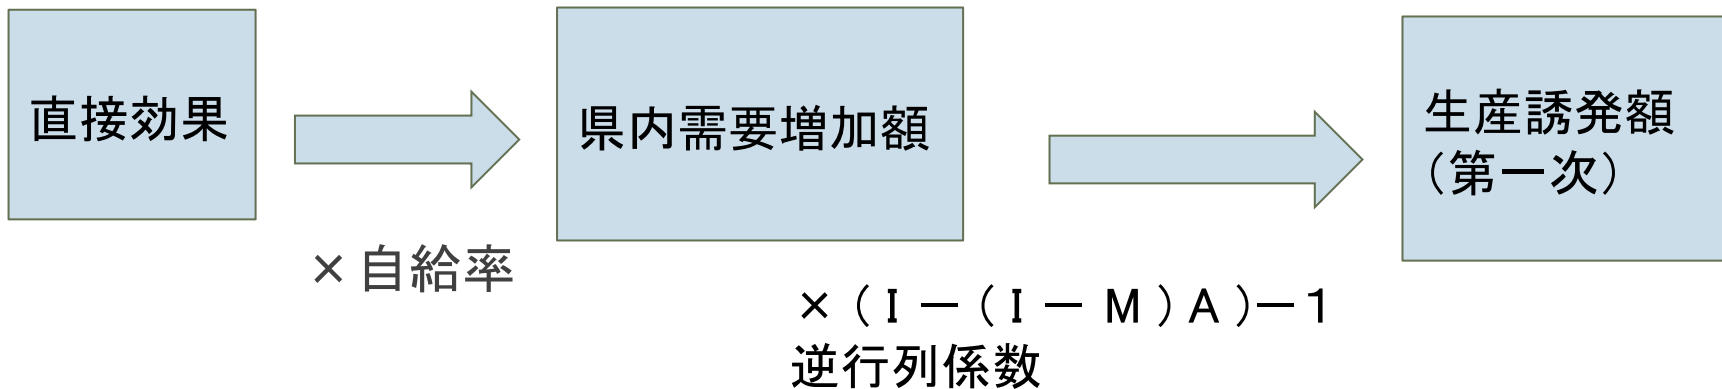 直接効果
県内需要増加額
生産誘発額
（第一次）
×自給率
×（Ｉ－（Ｉ－Ｍ）Ａ）－１
逆行列係数